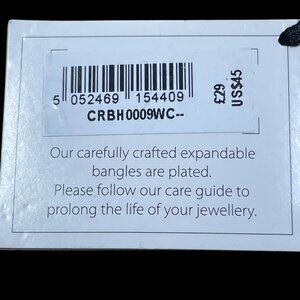 5 052469 154409
CRBH0009WC--
£29
US$45
Our carefully crafted expandable
bangles are plated.
Please follow our care guide to
prolong the life of your jewellery.